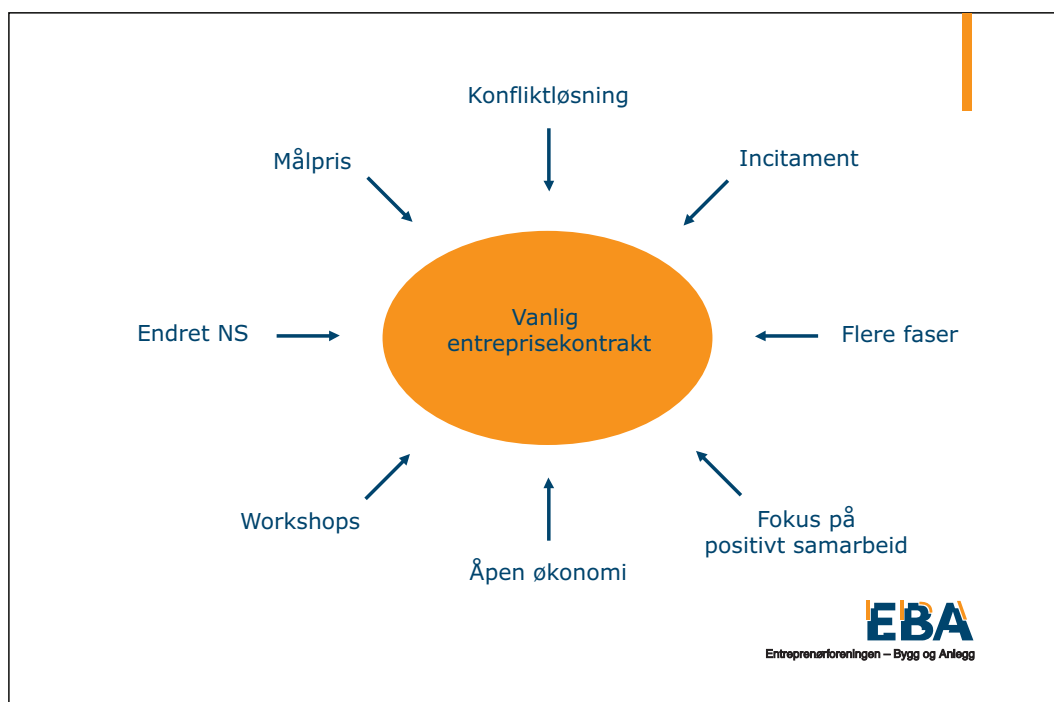 Konfliktløsning
Målpris
Incitament
Endret NS
Vanlig
entreprisekontrakt
Flere faser
Workshops
Fokus på
positivt samarbeid
Åpen økonomi
EBA
Entreprenørforeningen – Bygg og Anlegg